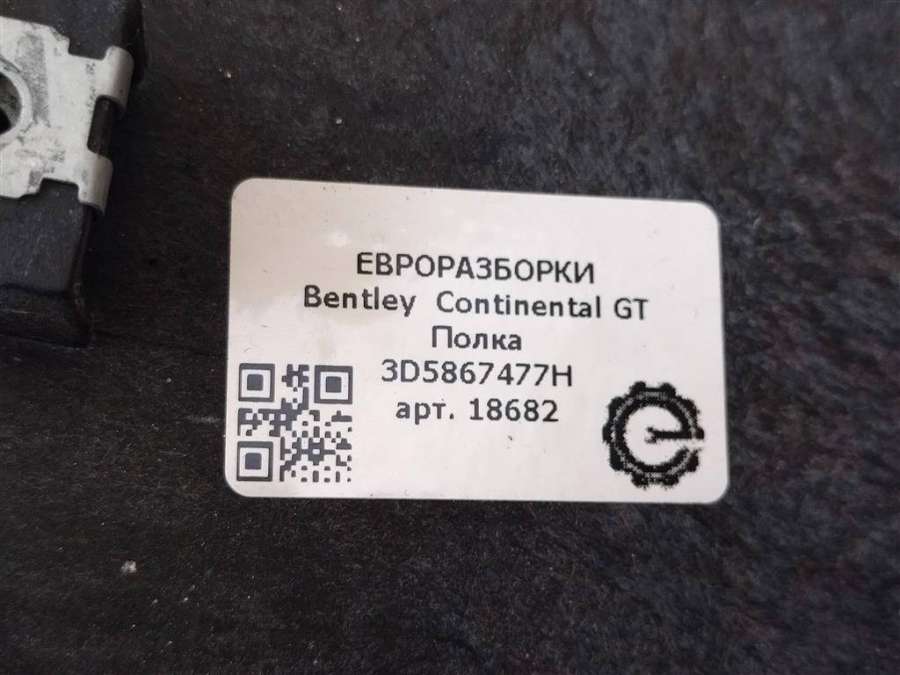 ЕВРОРАЗБОРКИ
Bentley Continental GT
Полка
3D5867477H
арт. 18682